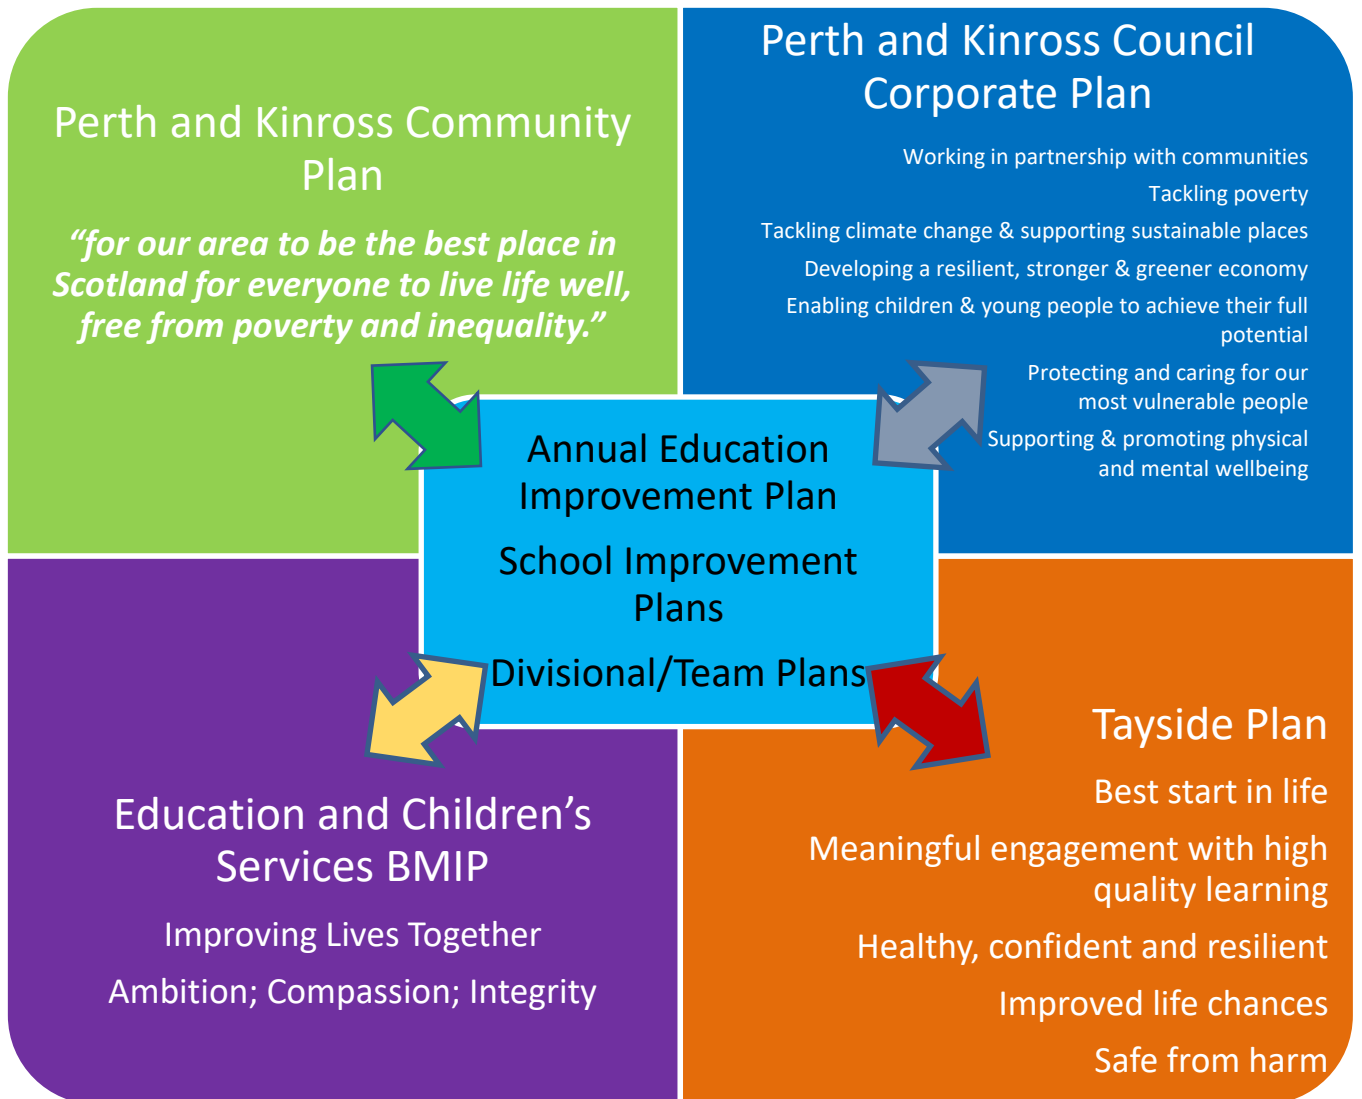 Perth and Kinross Community
Plan
“for our area to be the best place in
Scotland for everyone to live life well,
free from poverty and inequality.”
Perth and Kinross Council
Corporate Plan
Working in partnership with communities
Tackling poverty
Tackling climate change & supporting sustainable places
Developing a resilient, stronger & greener economy
Enabling children & young people to achieve their full
potential
Protecting and caring for our
most vulnerable people
Supporting & promoting physical
and mental wellbeing
Annual Education
Improvement Plan
School Improvement
Plans
Divisional/Team Plans
Education and Children’s
Services BMIP
Improving Lives Together
Ambition; Compassion; Integrity
Tayside Plan
Best start in life
Meaningful engagement with high
quality learning
Healthy, confident and resilient
Improved life chances
Safe from harm